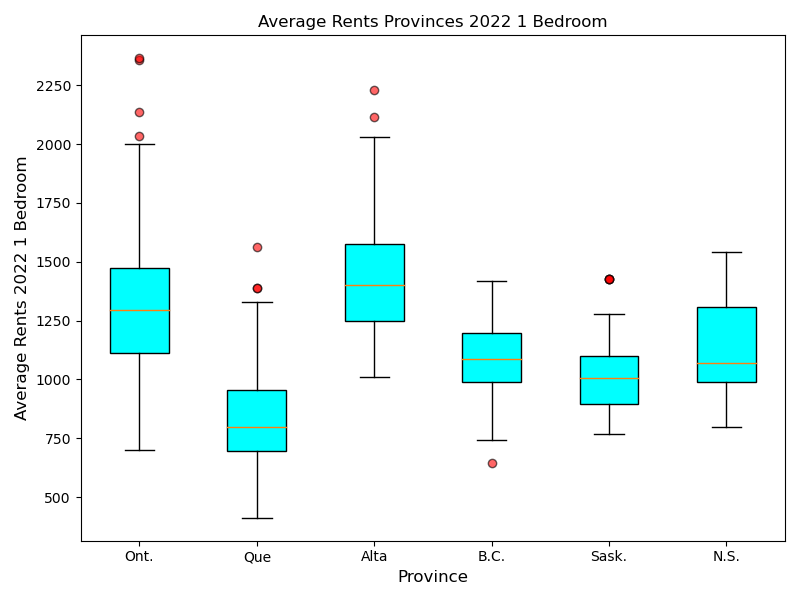 Average Rents Provinces 2022 1 Bedroom
Average Rents 2022 1 Bedroom
2250
2000
1750
1500
1250
1000
750
500
Ont.
Que
Alta
B.C.
Sask.
N.S.
Province